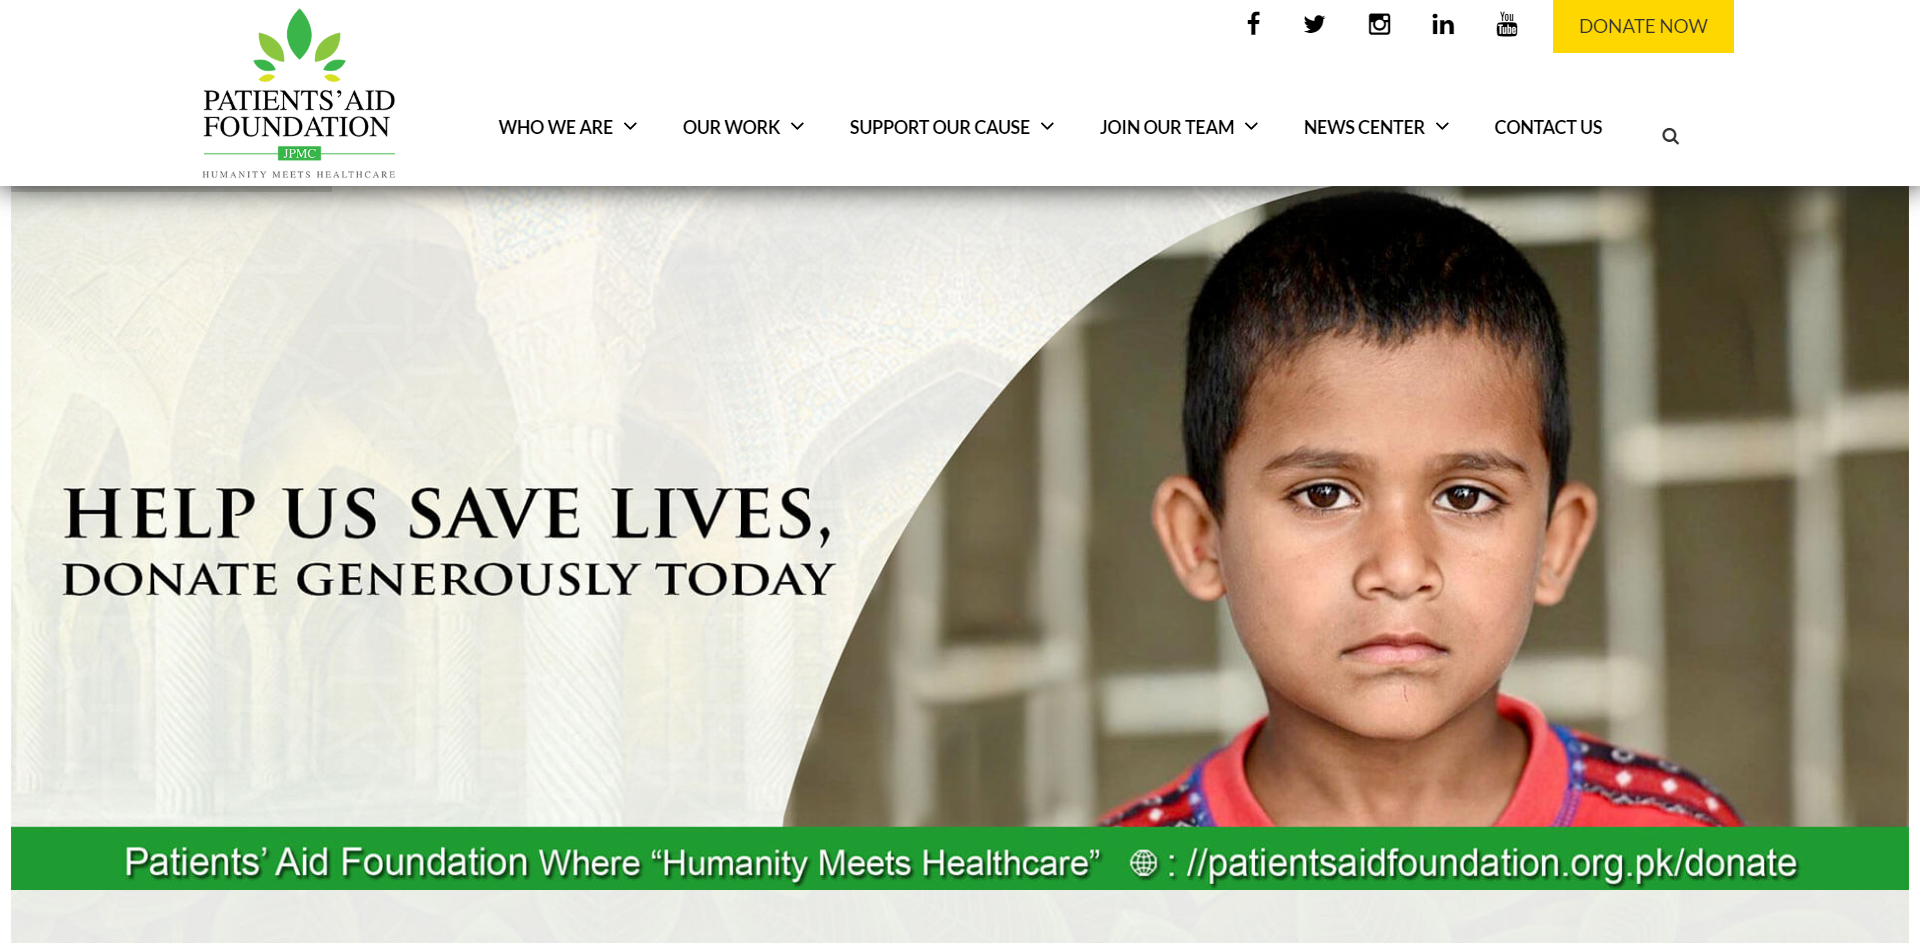 PATIENTS' AID
FOUNDATION
JPMC
HUMANITY MEETS HEALTHCARE
DONATE NOW
WHO WE ARE
OUR WORK
SUPPORT OUR CAUSE
JOIN OUR TEAM
NEWS CENTER
CONTACT US
You
Tube
HELP US SAVE LIVES,
DONATE GENEROUSLY TODAY
Patients' Aid Foundation Where “Humanity Meets Healthcare” : //patientsaidfoundation.org.pk/donate